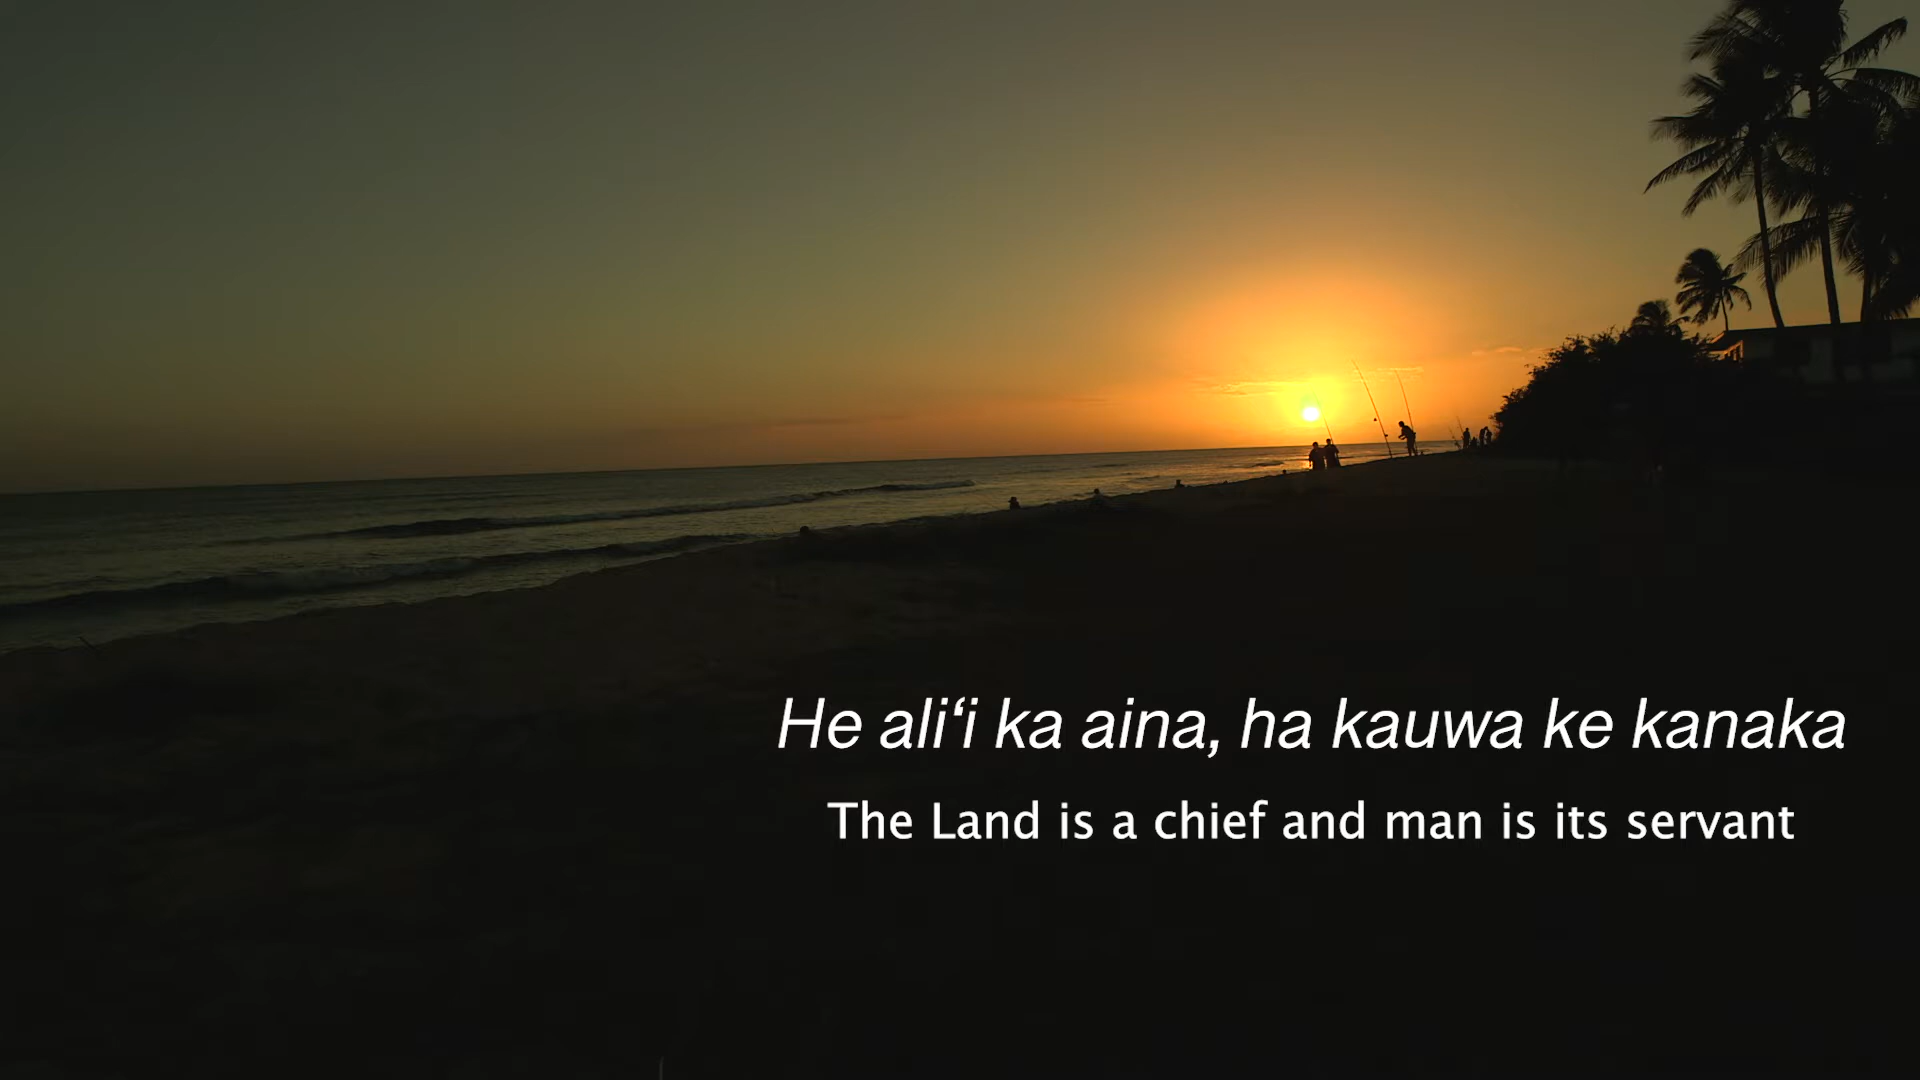 He ali‘i ka aina, ha kauwa ke kanaka
The Land is a chief and man is its servant